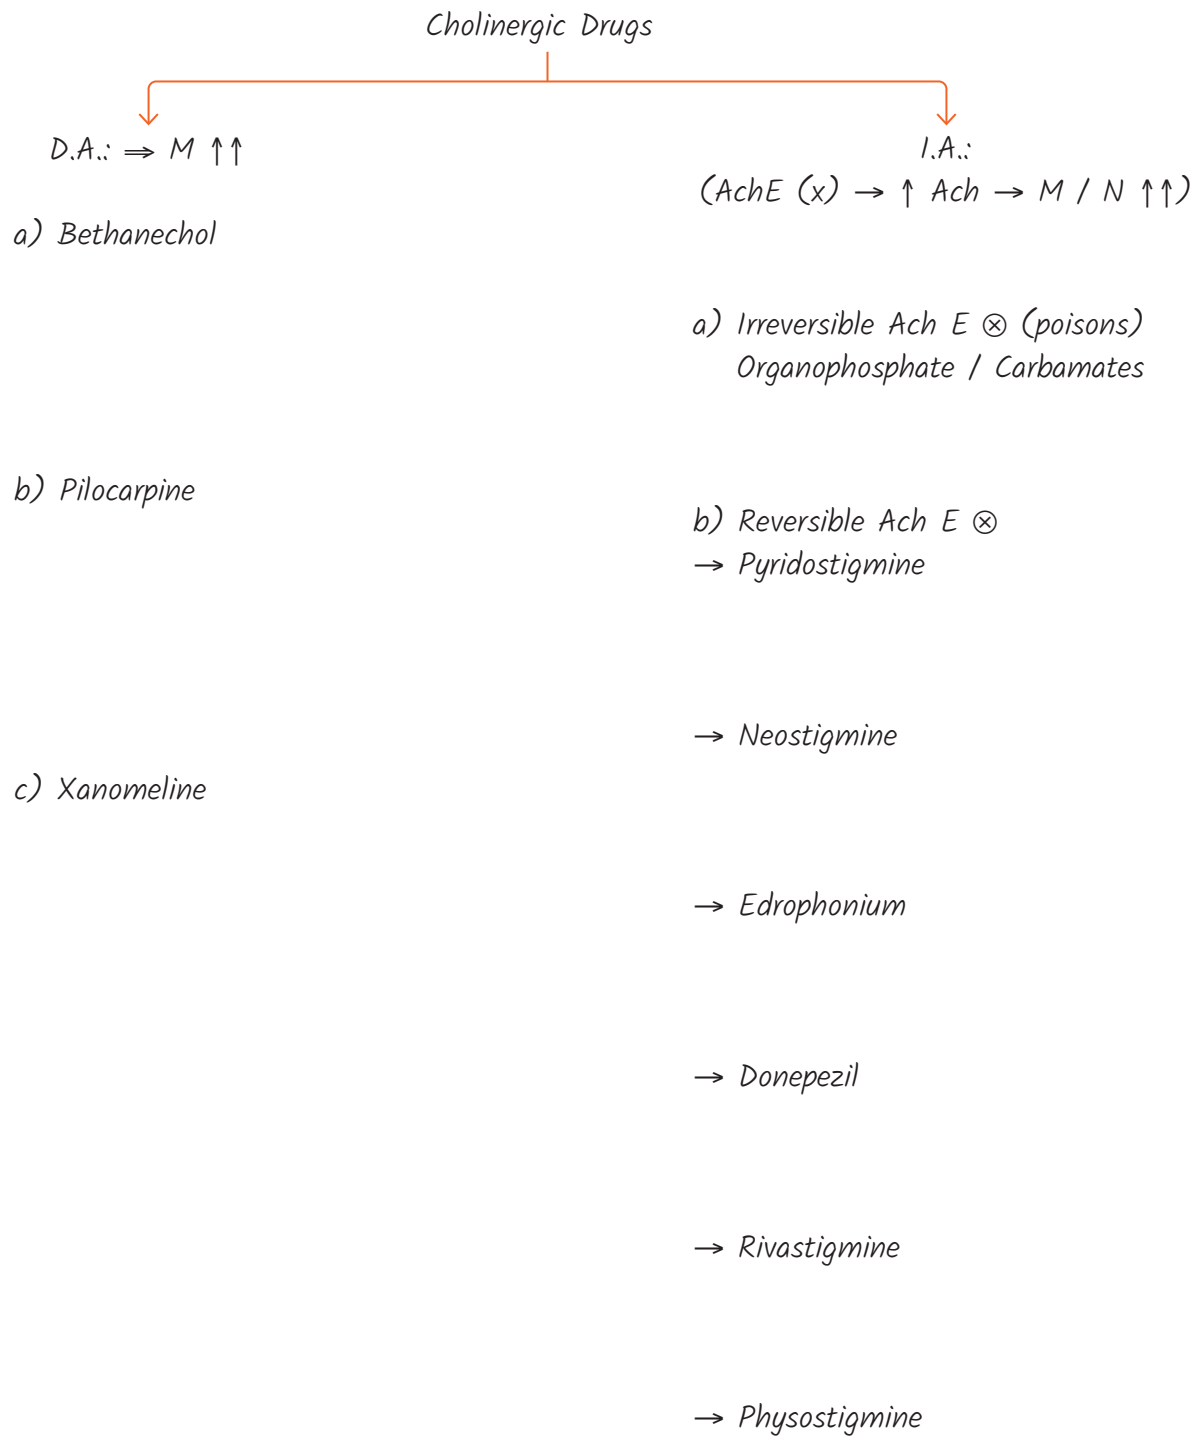 Cholinergic Drugs
D.A.: ⇒ M ↑↑
a) Bethanechol
b) Pilocarpine
c) Xanomeline
I.A.:
(AchE (x) → ↑ Ach → M / N ↑↑)
a) Irreversible Ach E ⊗ (poisons)
Organophosphate / Carbamates
b) Reversible Ach E ⊗
→ Pyridostigmine
→ Neostigmine
→ Edrophonium
→ Donepezil
→ Rivastigmine
→ Physostigmine